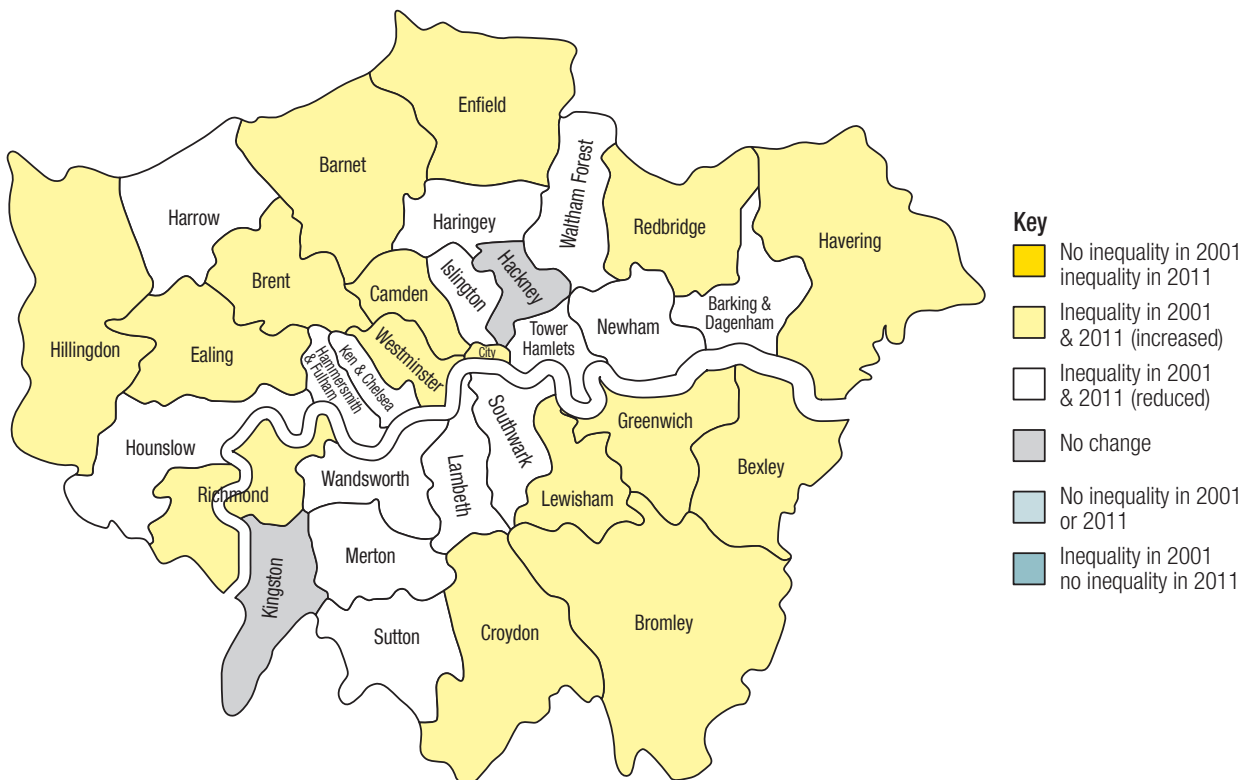 Enfield
Barnet
Waltham Forest
Harrow
Haringey
Redbridge
Havering
Hackney
Islington
Brent
Camden
Barking &
Dagenham
Newham
Tower
Hamlets
Hillingdon
Ealing
Westminster
City
Ken & Chelsea
Hammersmith
& Fulham
Hounslow
Southwark
Greenwich
Bexley
Richmond
Wandsworth
Lambeth
Lewisham
Merton
Kingston
Sutton
Croydon
Bromley
Key
No inequality in 2001
inequality in 2011
Inequality in 2001
& 2011 (increased)
Inequality in 2001
& 2011 (reduced)
No change
No inequality in 2001
or 2011
Inequality in 2001
no inequality in 2011